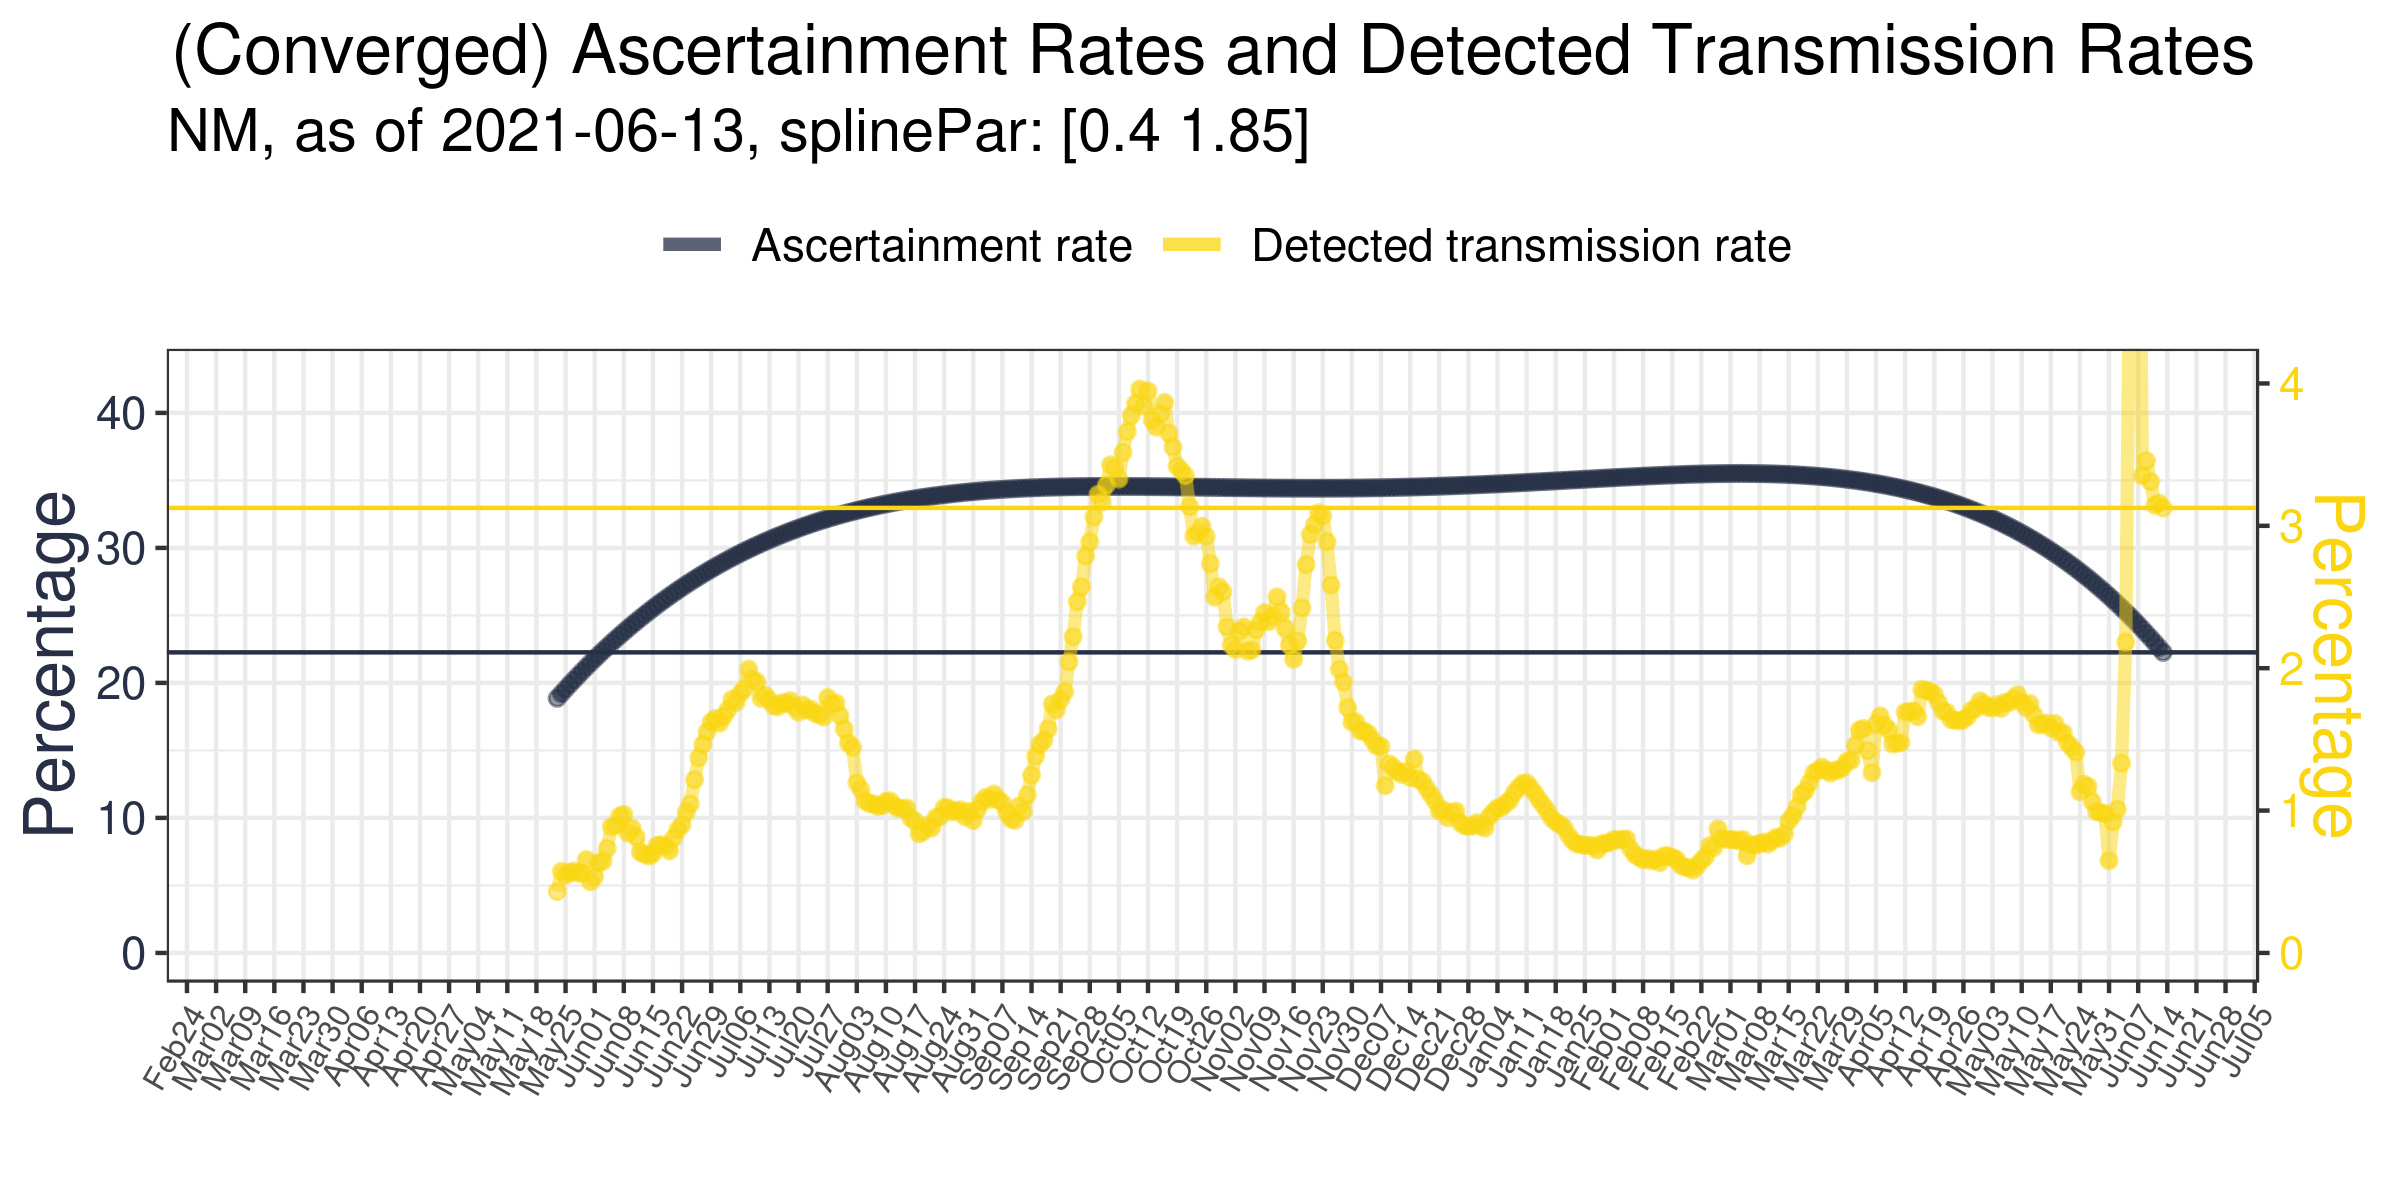 (Converged) Ascertainment Rates and Detected Transmission Rates
NM, as of 2021-06-13, splinePar: [0.4 1.85]
Ascertainment rate Detected transmission rate
Percentage
40
30
20
10
0
4
3
2
1
0
Percentage
Feb24
Mar02
Mar09
Mar16
Mar23
Mar30
Apr06
Apr13
Apr20
Apr27
May04
May11
May18
May25
Jun01
Jun08
Jun15
Jun22
Jun29
Jul06
Jul13
Jul20
Jul27
Aug03
Aug10
Aug17
Aug24
Aug31
Sep07
Sep14
Sep21
Sep28
Oct05
Oct12
Oct19
Oct26
Nov02
Nov09
Nov16
Nov23
Nov30
Dec07
Dec14
Dec21
Dec28
Jan04
Jan11
Jan18
Jan25
Feb01
Feb08
Feb15
Feb22
Mar01
Mar08
Mar15
Mar22
Mar29
Apr05
Apr12
Apr19
Apr26
May03
May10
May17
May24
May31
Jun07
Jun14
Jun21
Jun28
Jul05